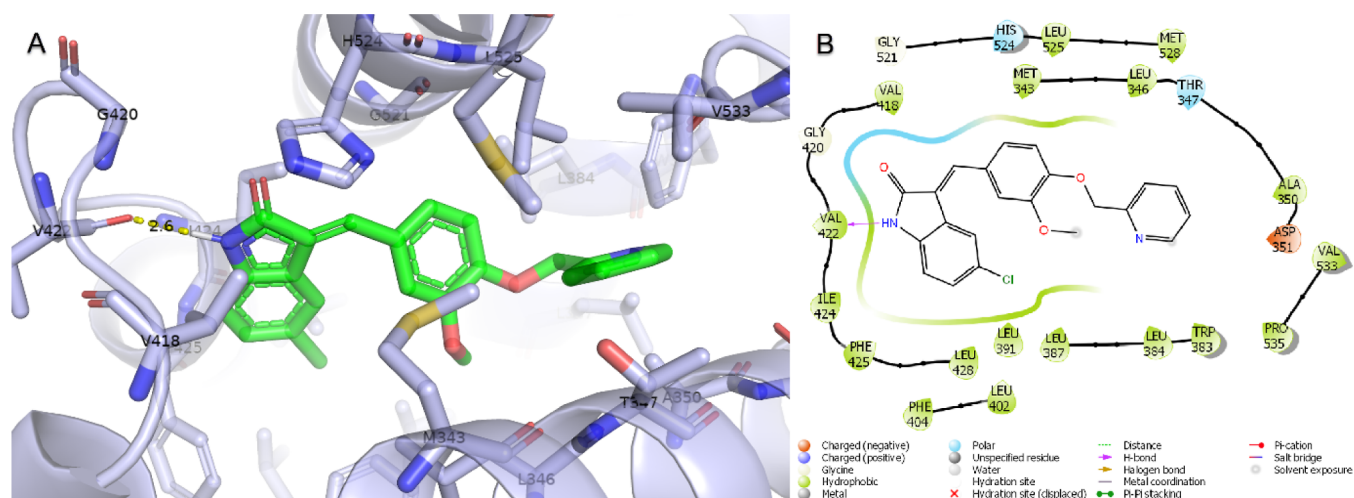 A
H524
L525
G420
G521
V533
L384
V422
2.6
I424
V418
F425
T347
A350
M343
L346
B
GLY
521
HIS
524
LEU
525
MET
528
MET
343
LEU
346
THR
347
VAL
418
GLY
420
VAL
422
ILE
424
PHE
425
LEU
428
LEU
391
LEU
387
LEU
384
TRP
383
PRO
535
VAL
533
ASP
351
ALA
350
PHE
404
LEU
402
O
HN
Cl
O
O
N
Charged (negative)
Charged (positive)
Glycine
Hydrophobic
Metal
Polar
Unspecified residue
Water
Hydration site
Hydration site (displaced)
Distance
H-bond
Halogen bond
Metal coordination
Pi-Pi stacking
Pi-cation
Salt bridge
Solvent exposure